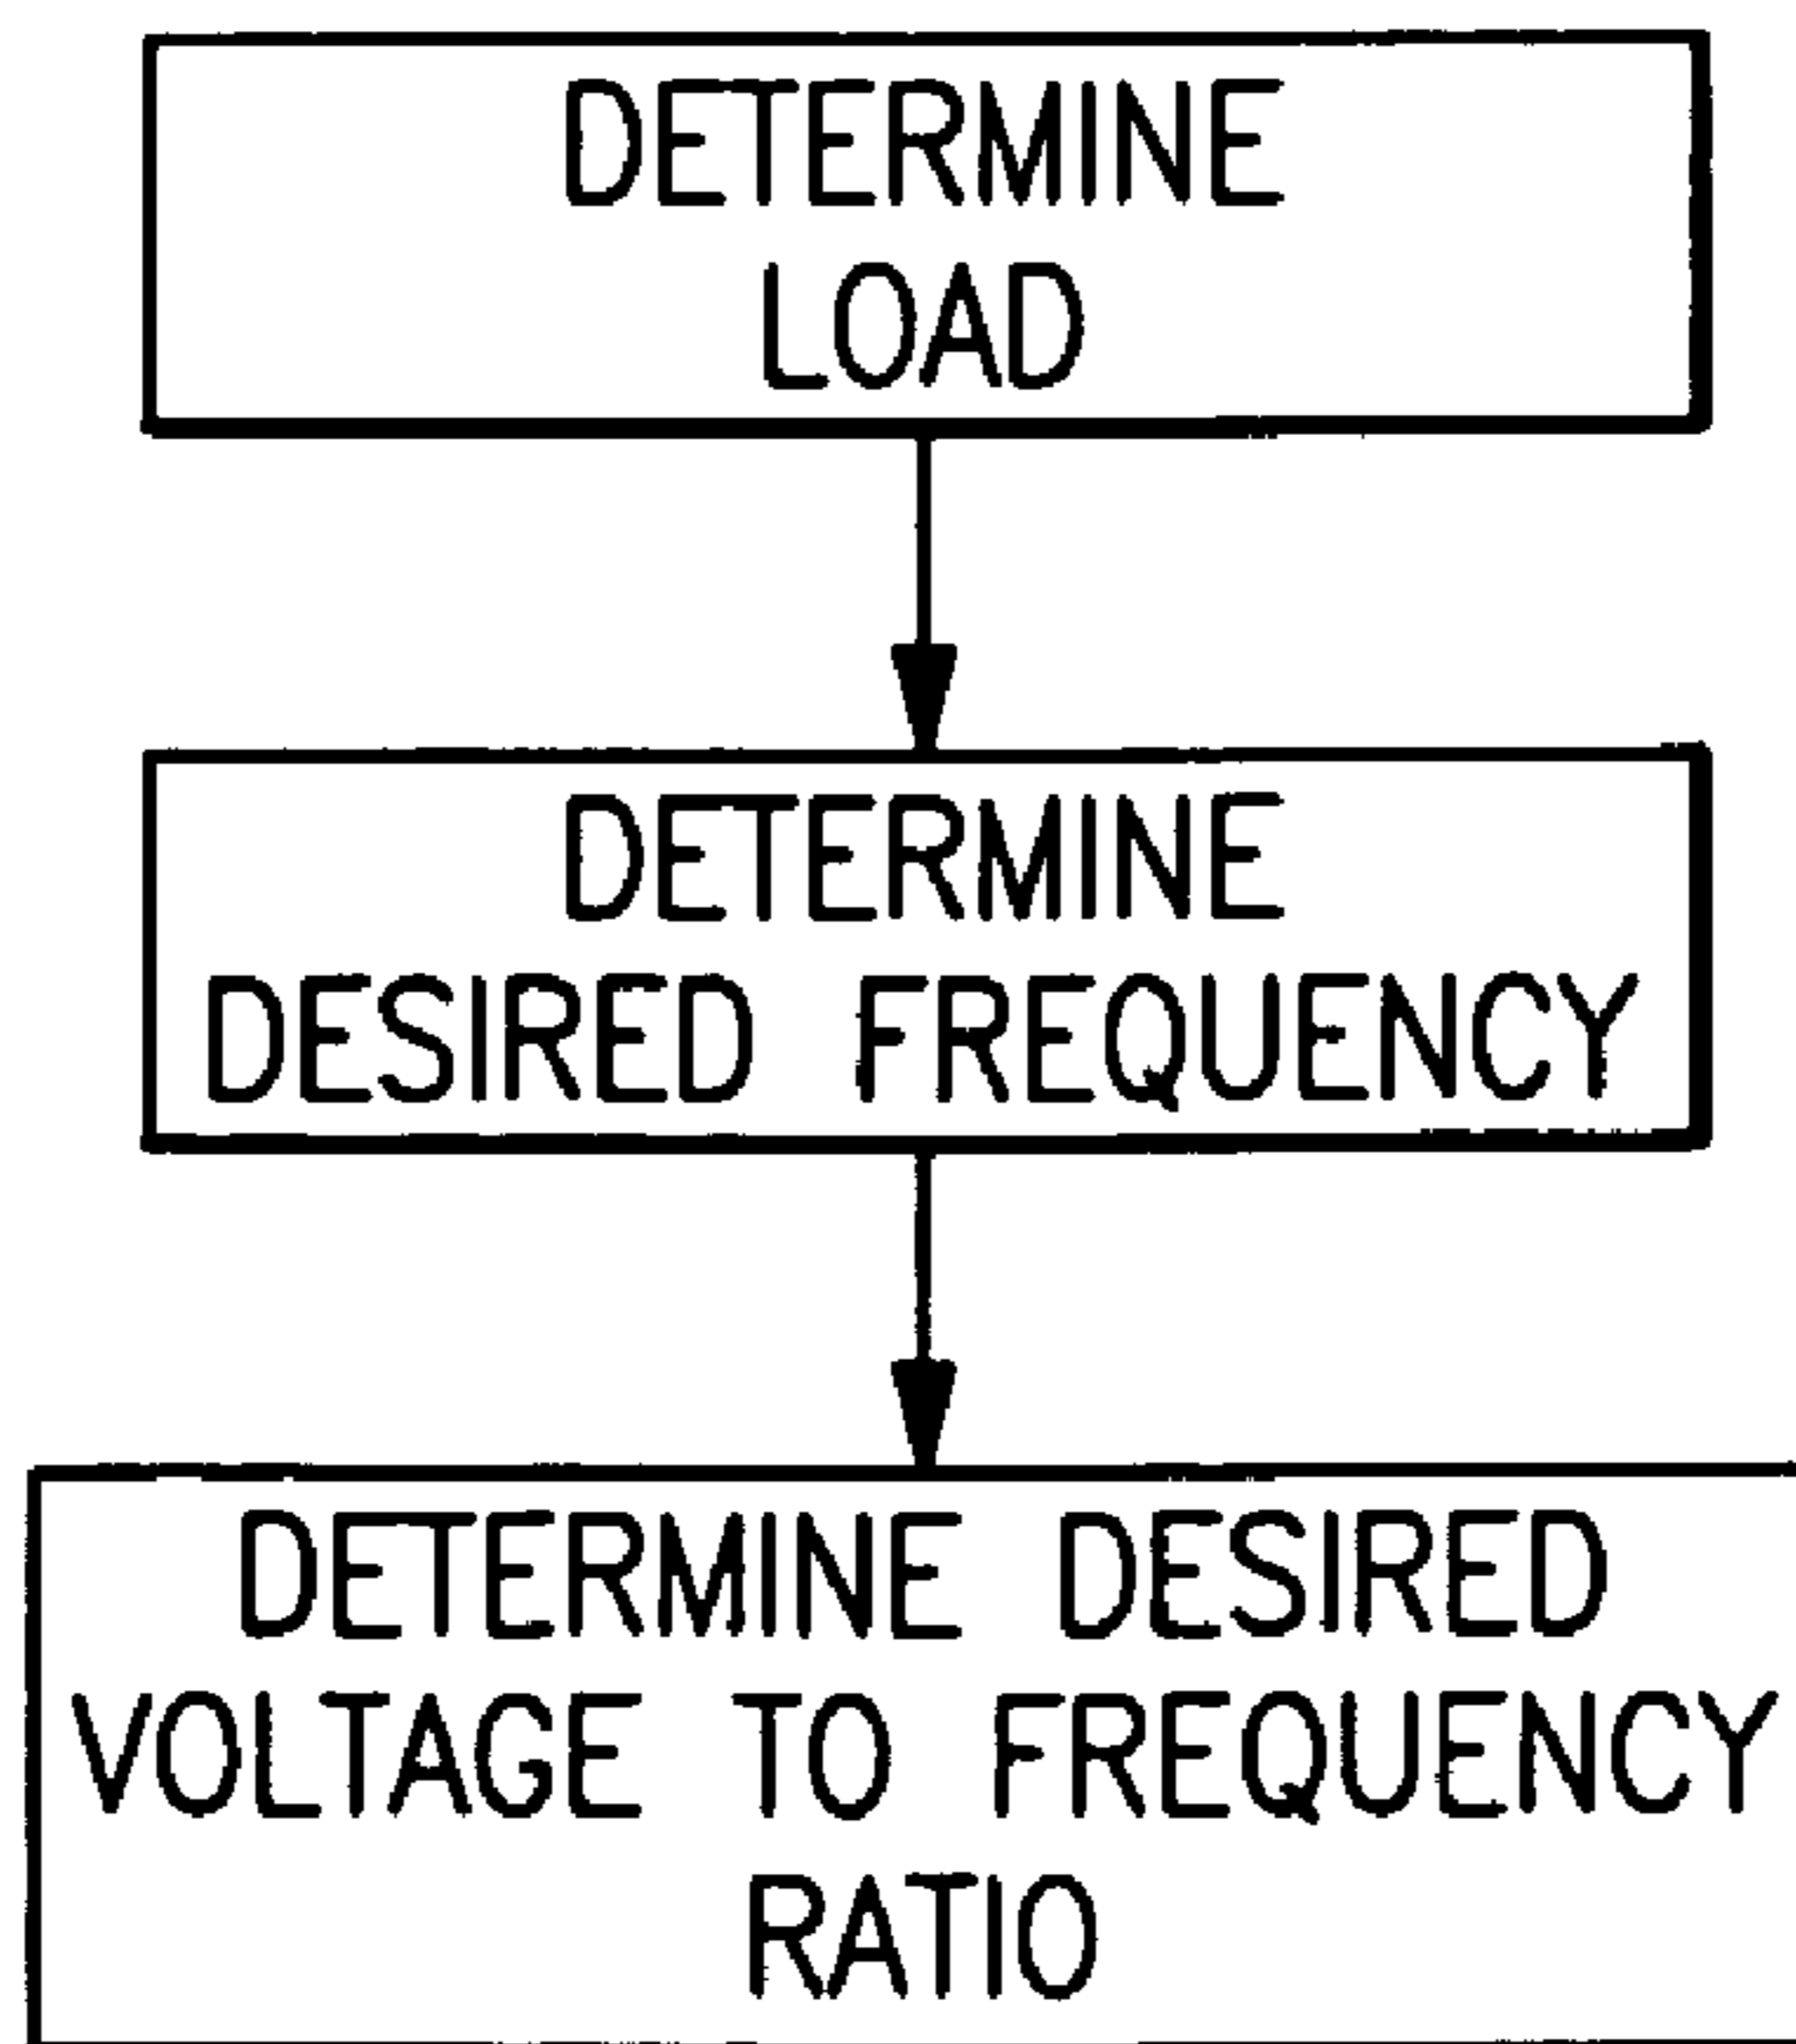 DETERMINE
LOAD
DETERMINE
DESIRED FREQUENCY
DETERMINE DESIRED
VOLTAGE TO FREQUENCY
RATIO